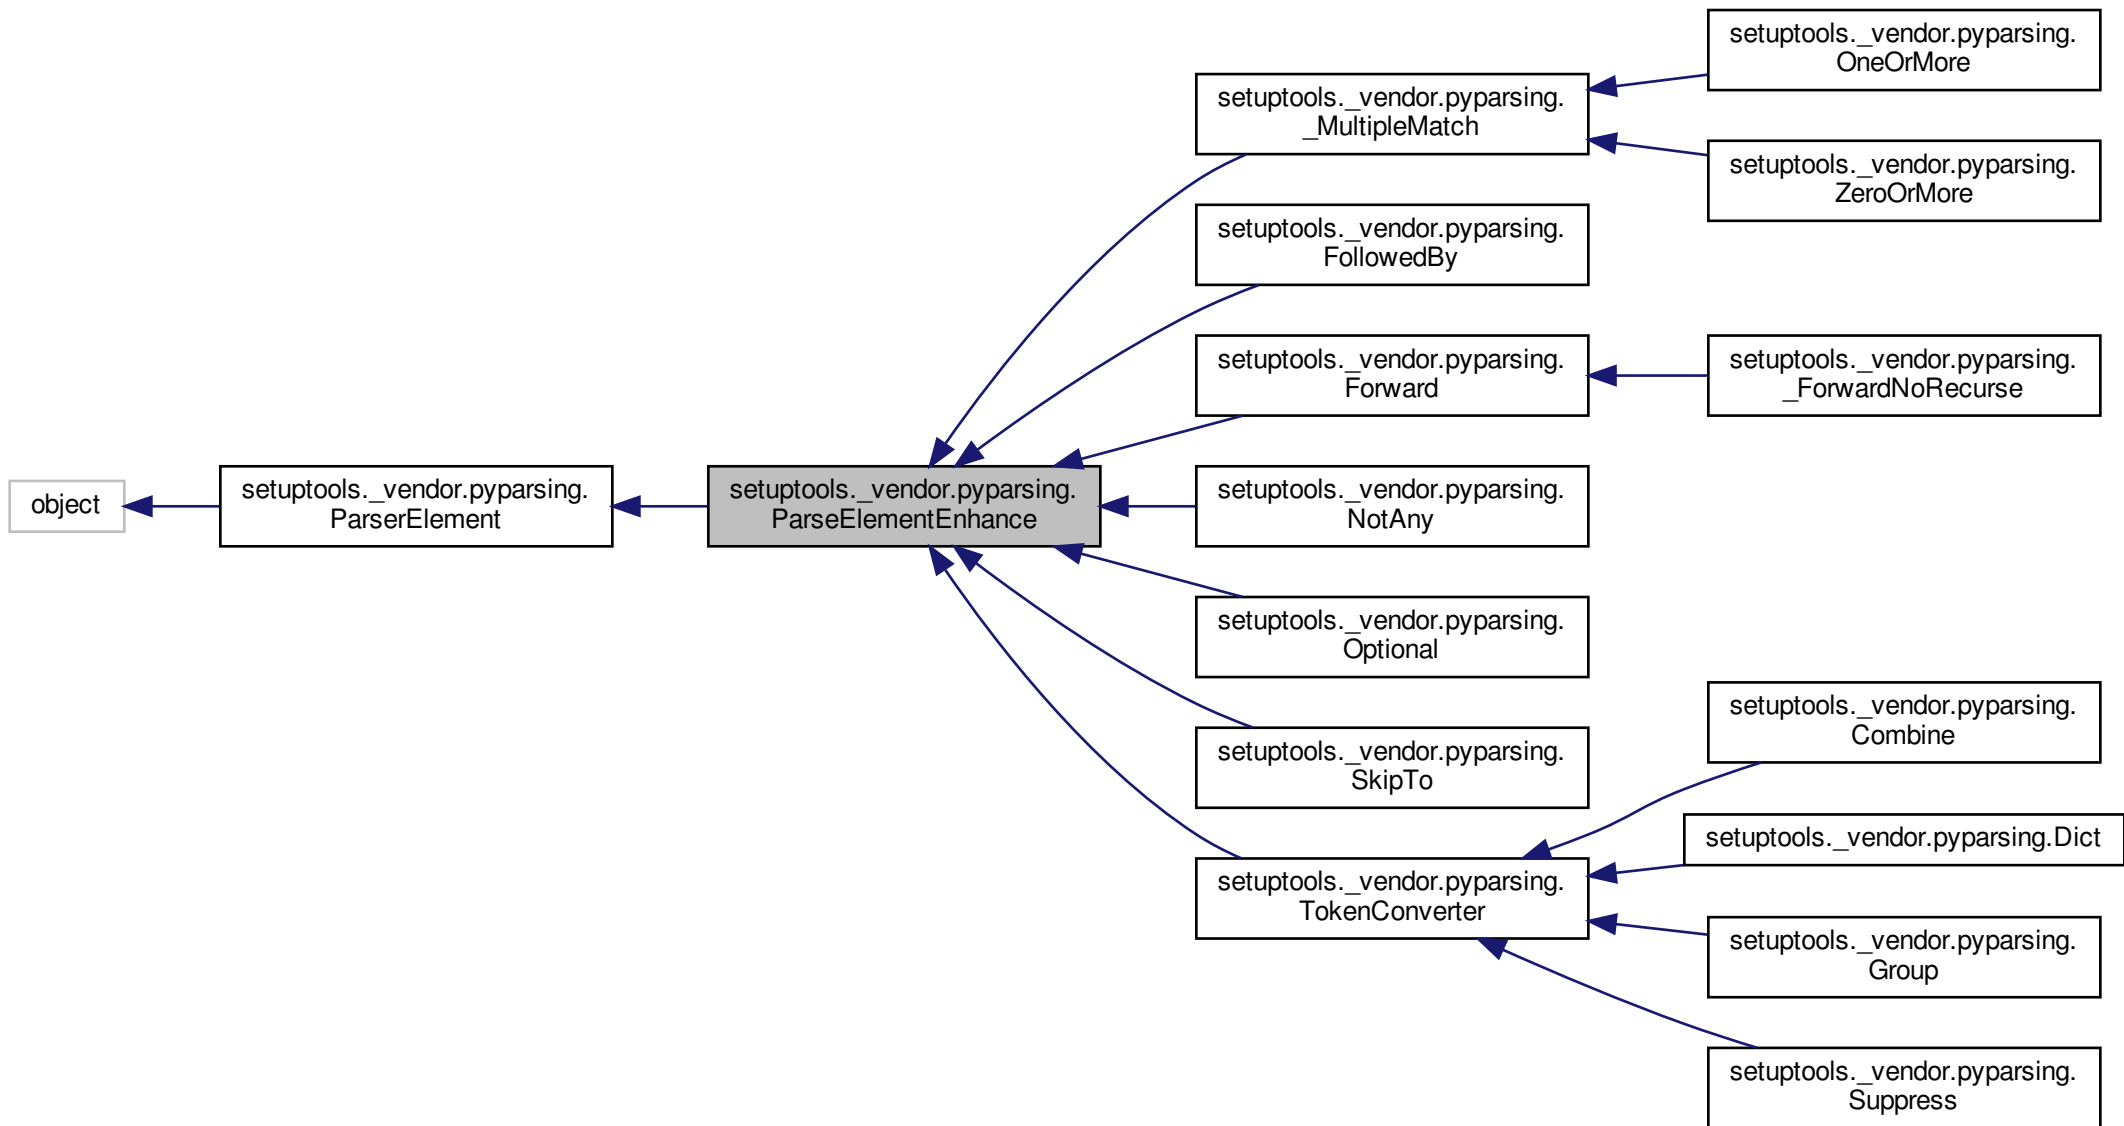 object
setuptools._vendor.pyparsing.
ParserElement
setuptools._vendor.pyparsing.
ParseElementEnhance
setuptools._vendor.pyparsing.
_MultipleMatch
setuptools._vendor.pyparsing.
FollowedBy
setuptools._vendor.pyparsing.
Forward
setuptools._vendor.pyparsing.
NotAny
setuptools._vendor.pyparsing.
Optional
setuptools._vendor.pyparsing.
SkipTo
setuptools._vendor.pyparsing.
TokenConverter
setuptools._vendor.pyparsing.
OneOrMore
setuptools._vendor.pyparsing.
ZeroOrMore
setuptools._vendor.pyparsing.
_ForwardNoRecurse
setuptools._vendor.pyparsing.
Combine
setuptools._vendor.pyparsing.Dict
setuptools._vendor.pyparsing.
Group
setuptools._vendor.pyparsing.
Suppress